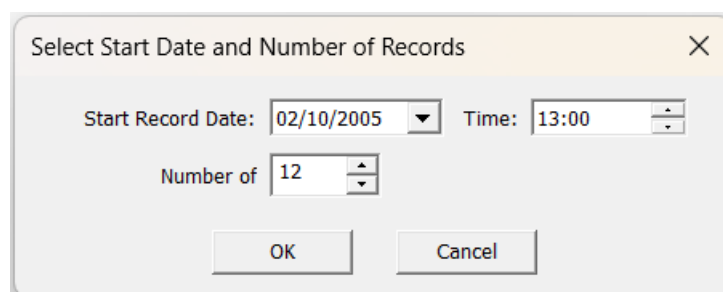 Select Start Date and Number of Records
Start Record Date: 02/10/2005 Time: 13:00
Number of 12
OK Cancel